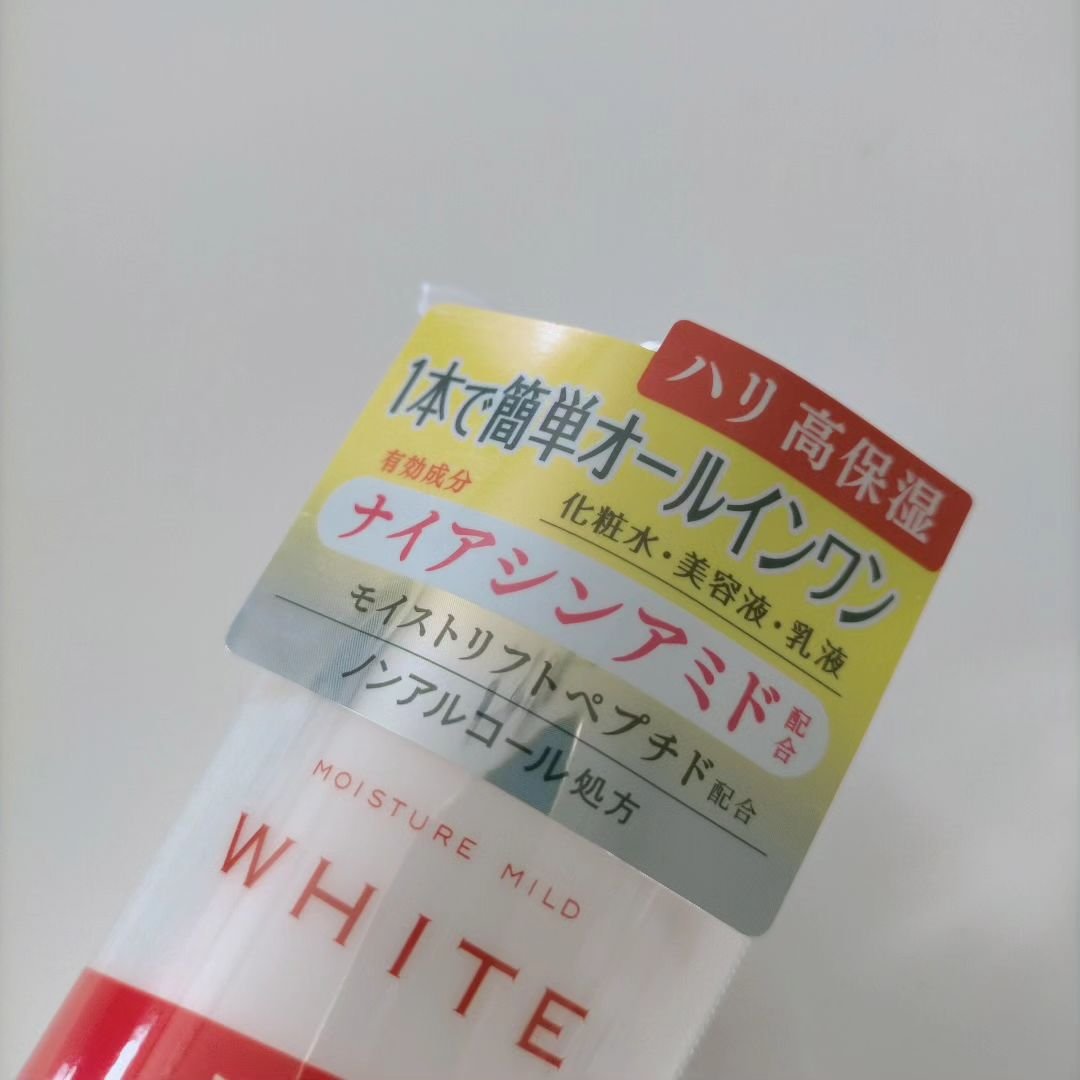 ハリ 高保湿
1本で簡単オールインワン
化粧水・美容液・乳液
有効成分
ナイアシンアミド配合
モイストリフトペプチド配合
ノンアルコール処方
MOISTURE MILD
WHITE